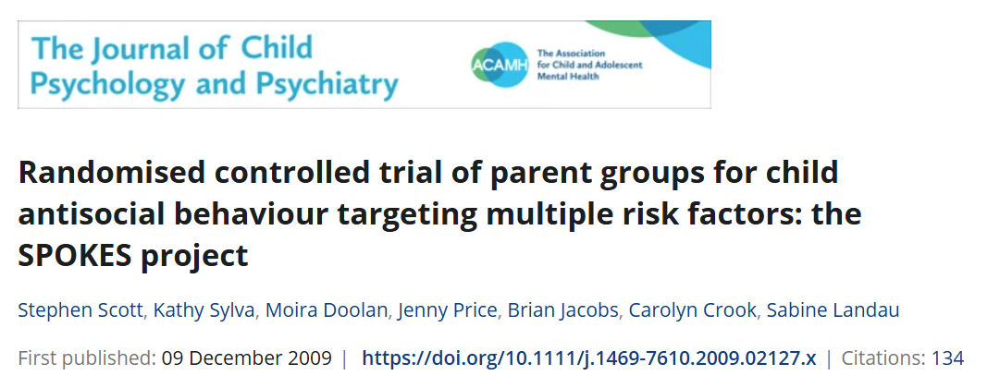 The Journal of Child
Psychology and Psychiatry
ACAMH
The Association
for Child and Adolescent
Mental Health
Randomised controlled trial of parent groups for child
antisocial behaviour targeting multiple risk factors: the
SPOKES project
Stephen Scott, Kathy Sylva, Moira Doolan, Jenny Price, Brian Jacobs, Carolyn Crook, Sabine Landau
First published: 09 December 2009 | https://doi.org/10.1111/j.1469-7610.2009.02127.x | Citations: 134